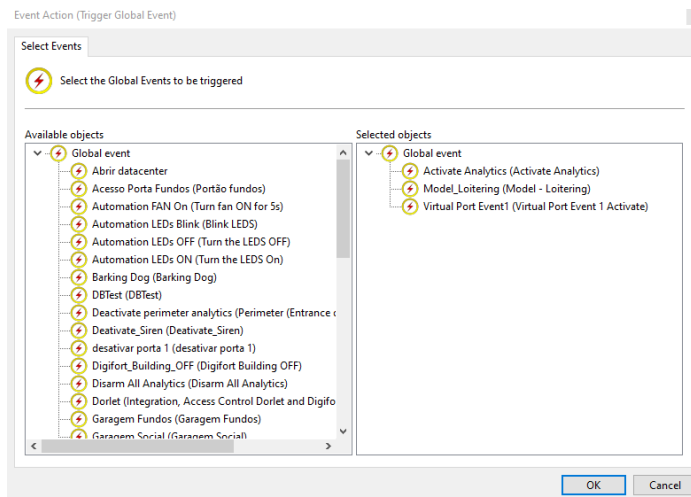 Event Action (Trigger Global Event)
Select Events
Select the Global Events to be triggered
Available objects
Global event
Abrir datacenter
Acesso Porta Fundos (Portão fundos)
Automation FAN On (Turn fan ON for 5s)
Automation LEDs Blink (Blink LEDS)
Automation LEDs OFF (Turn the LEDS OFF)
Automation LEDs ON (Turn the LEDS On)
Barking Dog (Barking Dog)
DBTest (DBTest)
Deactivate perimeter analytics (Perimeter (Entrance
Deativate_Siren (Deativate_Siren)
desativar porta 1 (desativar porta 1)
Digifort_Building_OFF (Digifort Building OFF)
Disarm All Analytics (Disarm All Analytics)
Dorlet (Integration, Access Control Dorlet and Digifo
Garagem Fundos (Garagem Fundos)
Garagem Social (Garagem Social)
Selected objects
Global event
Activate Analytics (Activate Analytics)
Model_Loitering (Model - Loitering)
Virtual Port Event1 (Virtual Port Event 1 Activate)
OK
Cancel